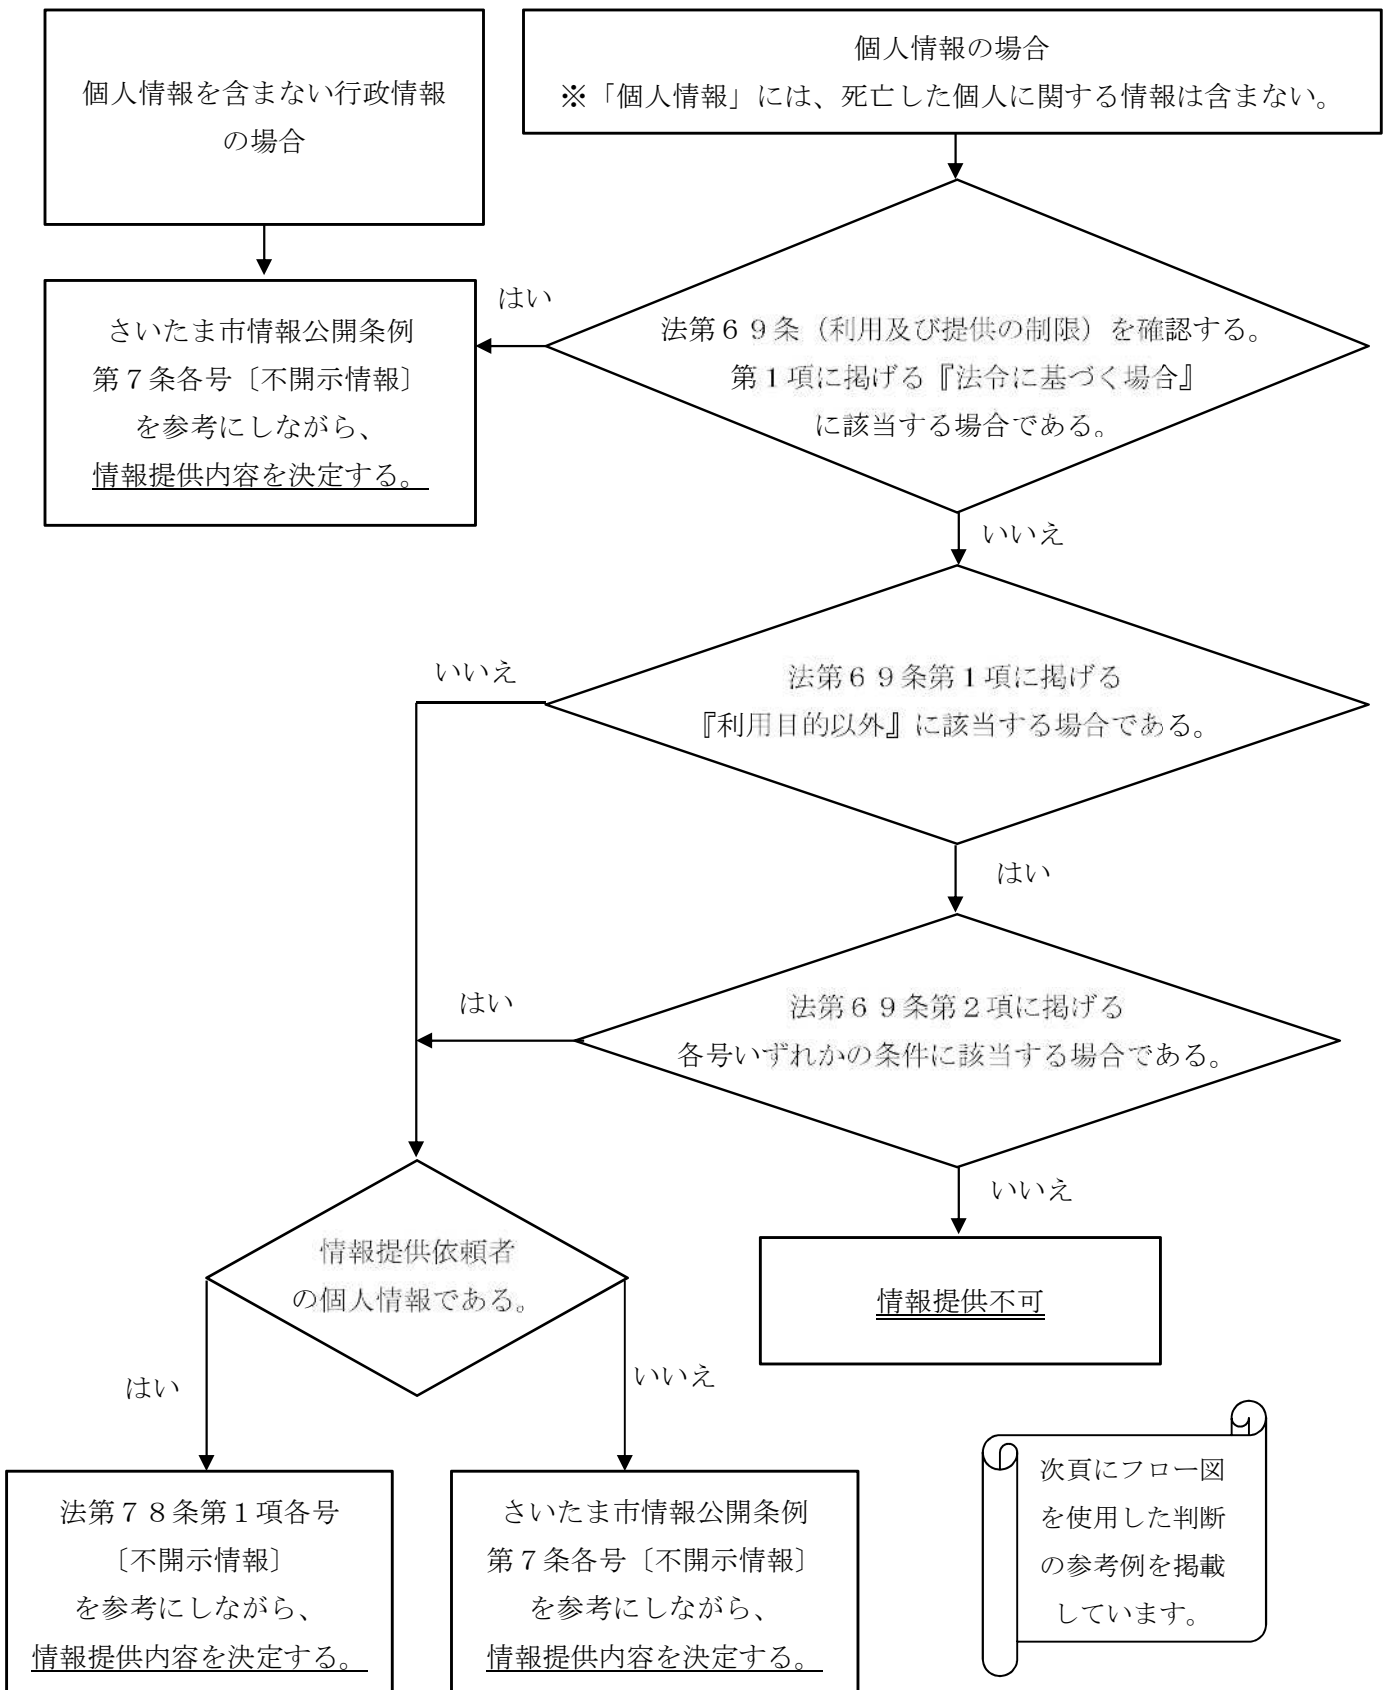 個人情報を含まない行政情報
の場合
個人情報の場合
※「個人情報」には、死亡した個人に関する情報は含まない。
はい
さいたま市情報公開条例
第７条各号〔不開示情報〕
を参考にしながら、
情報提供内容を決定する。
法第６９条（利用及び提供の制限）を確認する。
第１項に掲げる『法令に基づく場合』
に該当する場合である。
いいえ
いいえ
法第６９条第１項に掲げる
『利用目的以外』に該当する場合である。
はい
はい
法第６９条第２項に掲げる
各号いずれかの条件に該当する場合である。
いいえ
情報提供依頼者
の個人情報である。
情報提供不可
はい
いいえ
法第７８条第１項各号
〔不開示情報〕
を参考にしながら、
情報提供内容を決定する。
さいたま市情報公開条例
第７条各号〔不開示情報〕
を参考にしながら、
情報提供内容を決定する。
次頁にフロー図
を使用した判断
の参考例を掲載
しています。